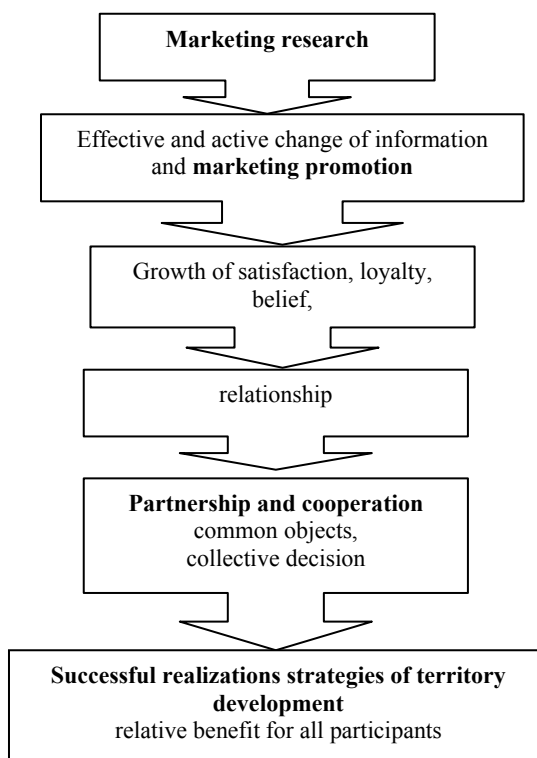 Marketing research
Effective and active change of information
and marketing promotion
Growth of satisfaction, loyalty,
belief,
relationship
Partnership and cooperation
common objects,
collective decision
Successful realizations strategies of territory
development
relative benefit for all participants